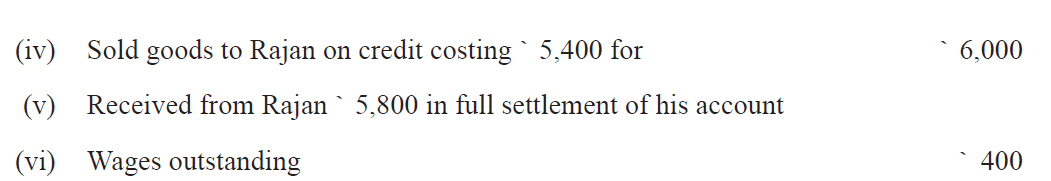 (iv) Sold goods to Rajan on credit costing ` 5,400 for ` 6,000
(v) Received from Rajan ` 5,800 in full settlement of his account
(vi) Wages outstanding ` 400